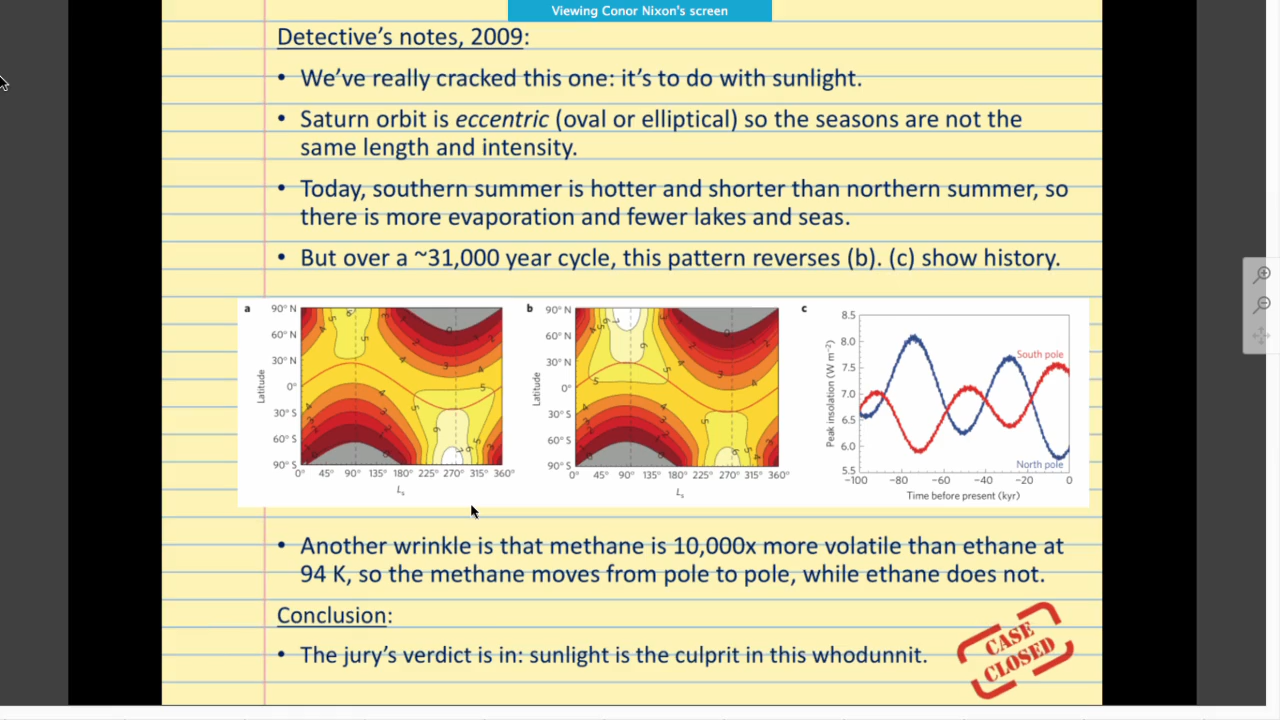 Viewing Conor Nixon's screen
Detective's notes, 2009:
• We've really cracked this one: it's to do with sunlight.
• Saturn orbit is eccentric (oval or elliptical) so the seasons are not the
same length and intensity.
• Today, southern summer is hotter and shorter than northern summer, so
there is more evaporation and fewer lakes and seas.
• But over a ~31,000 year cycle, this pattern reverses (b). (c) show history.
a
90° N
60° N
30° N
0°
30° S
60° S
90° S
Latitude
0° 45° 90° 135° 180° 225° 270° 315° 360°
Ls
b
90° N
60° N
30° N
0°
30° S
60° S
90° S
Latitude
0° 45° 90° 135° 180° 225° 270° 315° 360°
Ls
c
8.5
8.0
7.5
7.0
6.5
6.0
5.5
Peak insolation (W m⁻²)
South pole
North pole
−100 −80 −60 −40 −20 0
Time before present (kyr)
• Another wrinkle is that methane is 10,000x more volatile than ethane at
94 K, so the methane moves from pole to pole, while ethane does not.
Conclusion:
• The jury's verdict is in: sunlight is the culprit in this whodunnit.
CASE
CLOSED